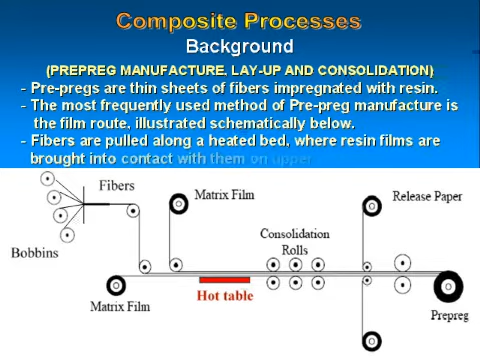 Composite Processes
Background
(PREPREG MANUFACTURE, LAY-UP AND CONSOLIDATION)
- Pre-pregs are thin sheets of fibers impregnated with resin.
- The most frequently used method of Pre-preg manufacture is
the film route, illustrated schematically below.
- Fibers are pulled along a heated bed, where resin films are
brought into contact with them on upper
Fibers
Matrix Film
Release Paper
Consolidation
Rolls
Bobbins
Hot table
Matrix Film
Prepreg